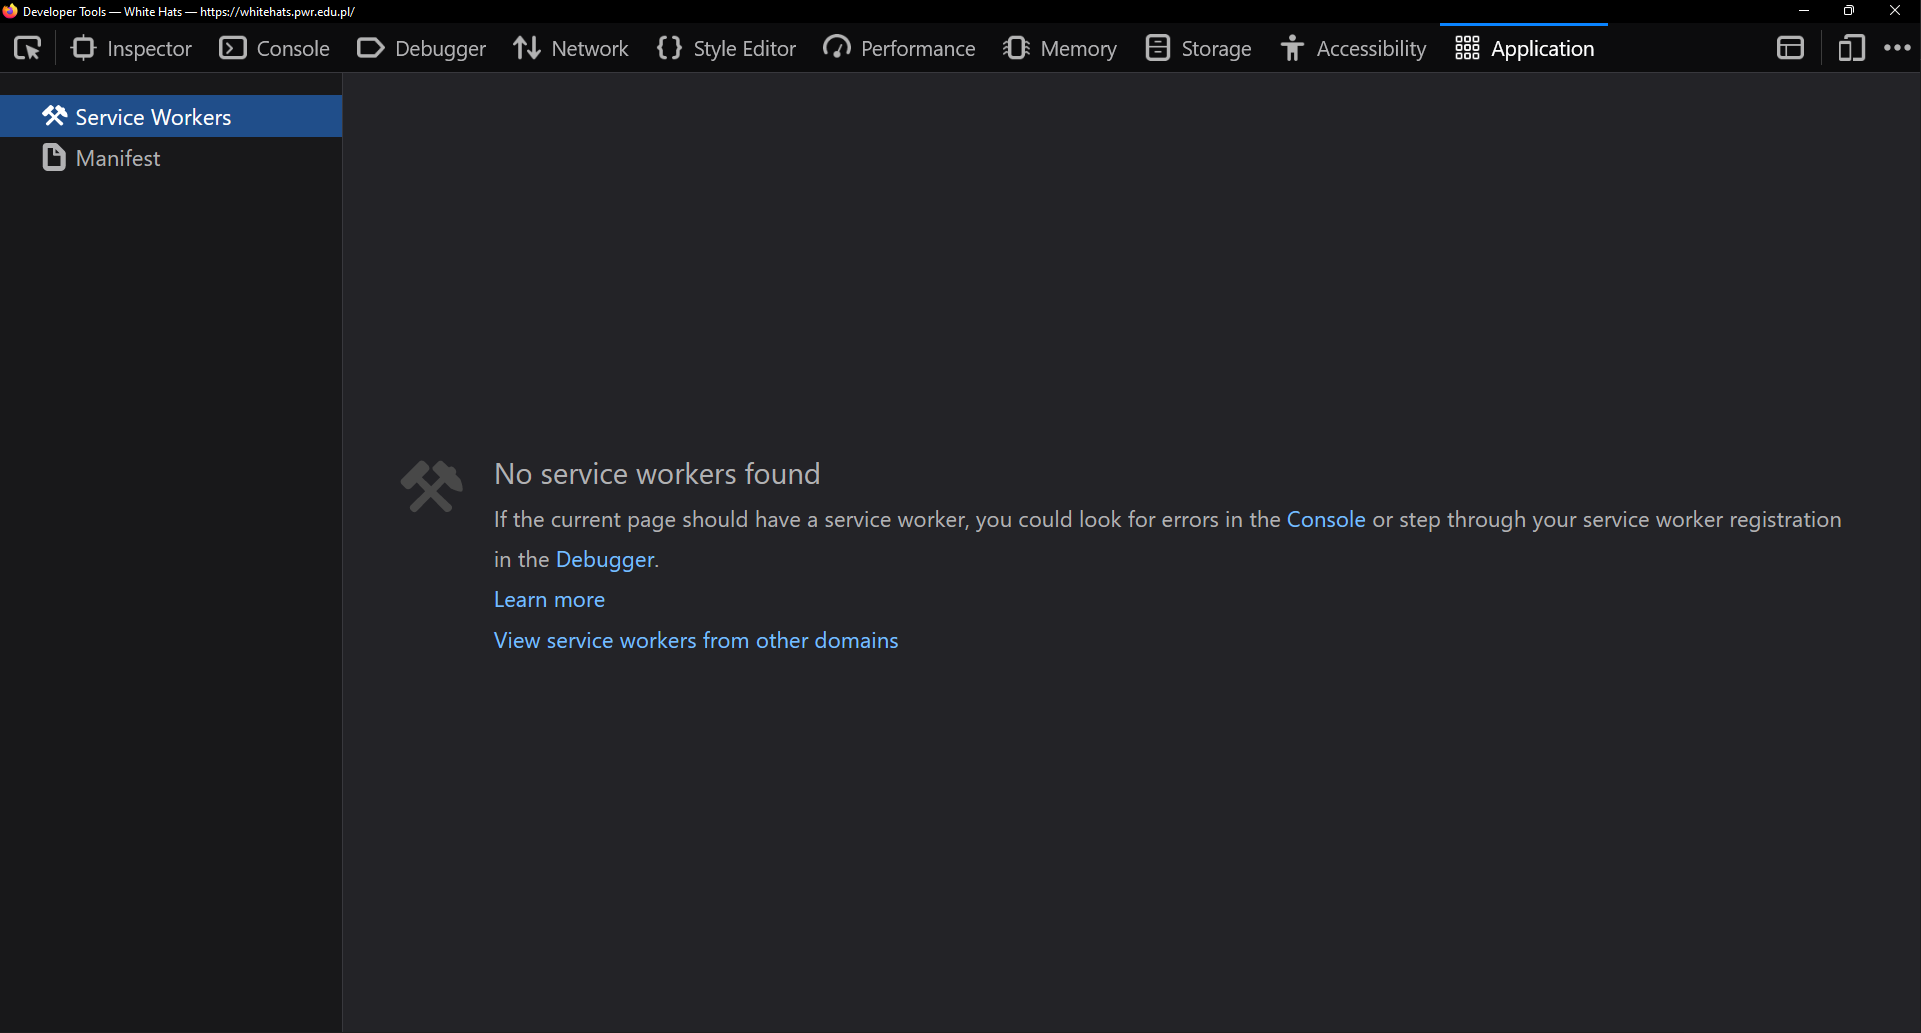 Developer Tools — White Hats — https://whitehats.pwr.edu.pl/
Inspector Console Debugger Network Style Editor Performance Memory Storage Accessibility Application
Service Workers
Manifest
No service workers found
If the current page should have a service worker, you could look for errors in the Console or step through your service worker registration
in the Debugger.
Learn more
View service workers from other domains